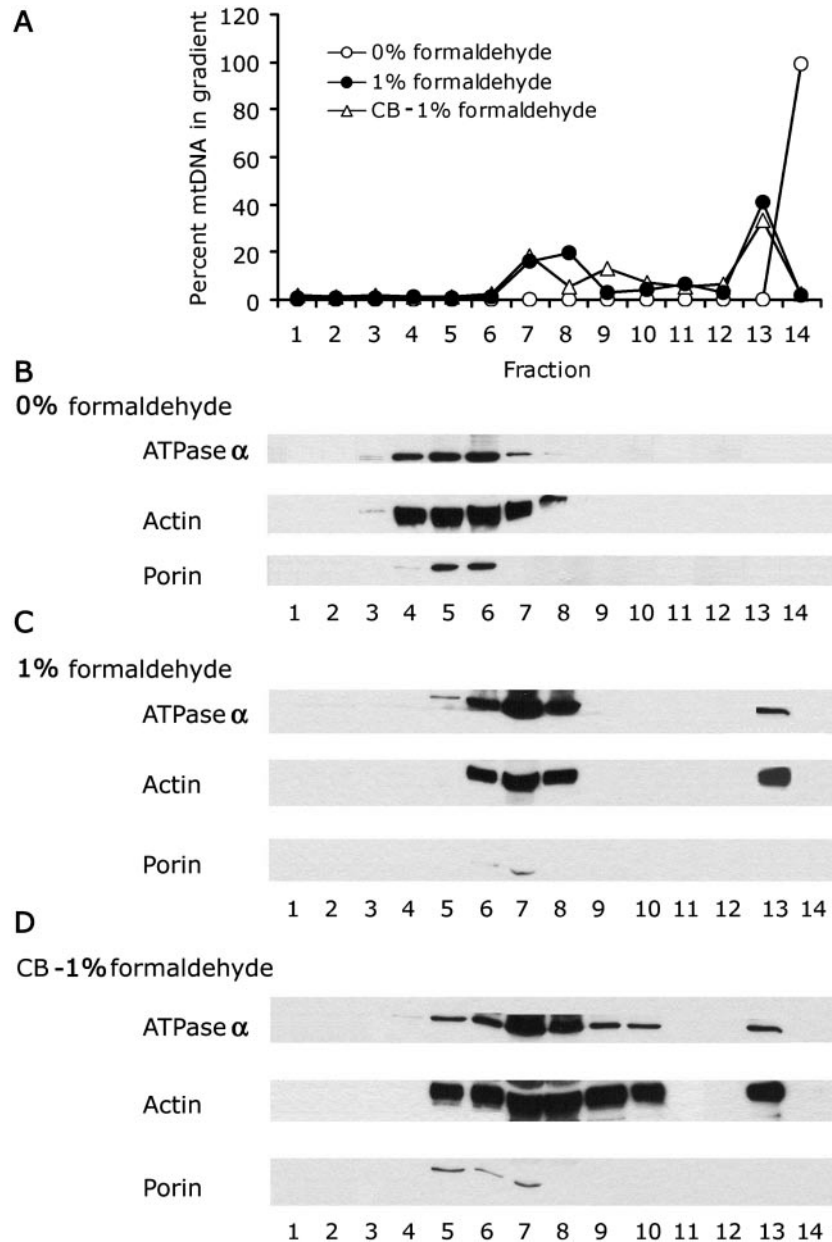 A
Percent mtDNA in gradient
120
100
80
60
40
20
0
0% formaldehyde
1% formaldehyde
CB-1% formaldehyde
1 2 3 4 5 6 7 8 9 10 11 12 13 14
Fraction
B
0% formaldehyde
ATPase α
Actin
Porin
1 2 3 4 5 6 7 8 9 10 11 12 13 14
C
1% formaldehyde
ATPase α
Actin
Porin
1 2 3 4 5 6 7 8 9 10 11 12 13 14
D
CB-1% formaldehyde
ATPase α
Actin
Porin
1 2 3 4 5 6 7 8 9 10 11 12 13 14